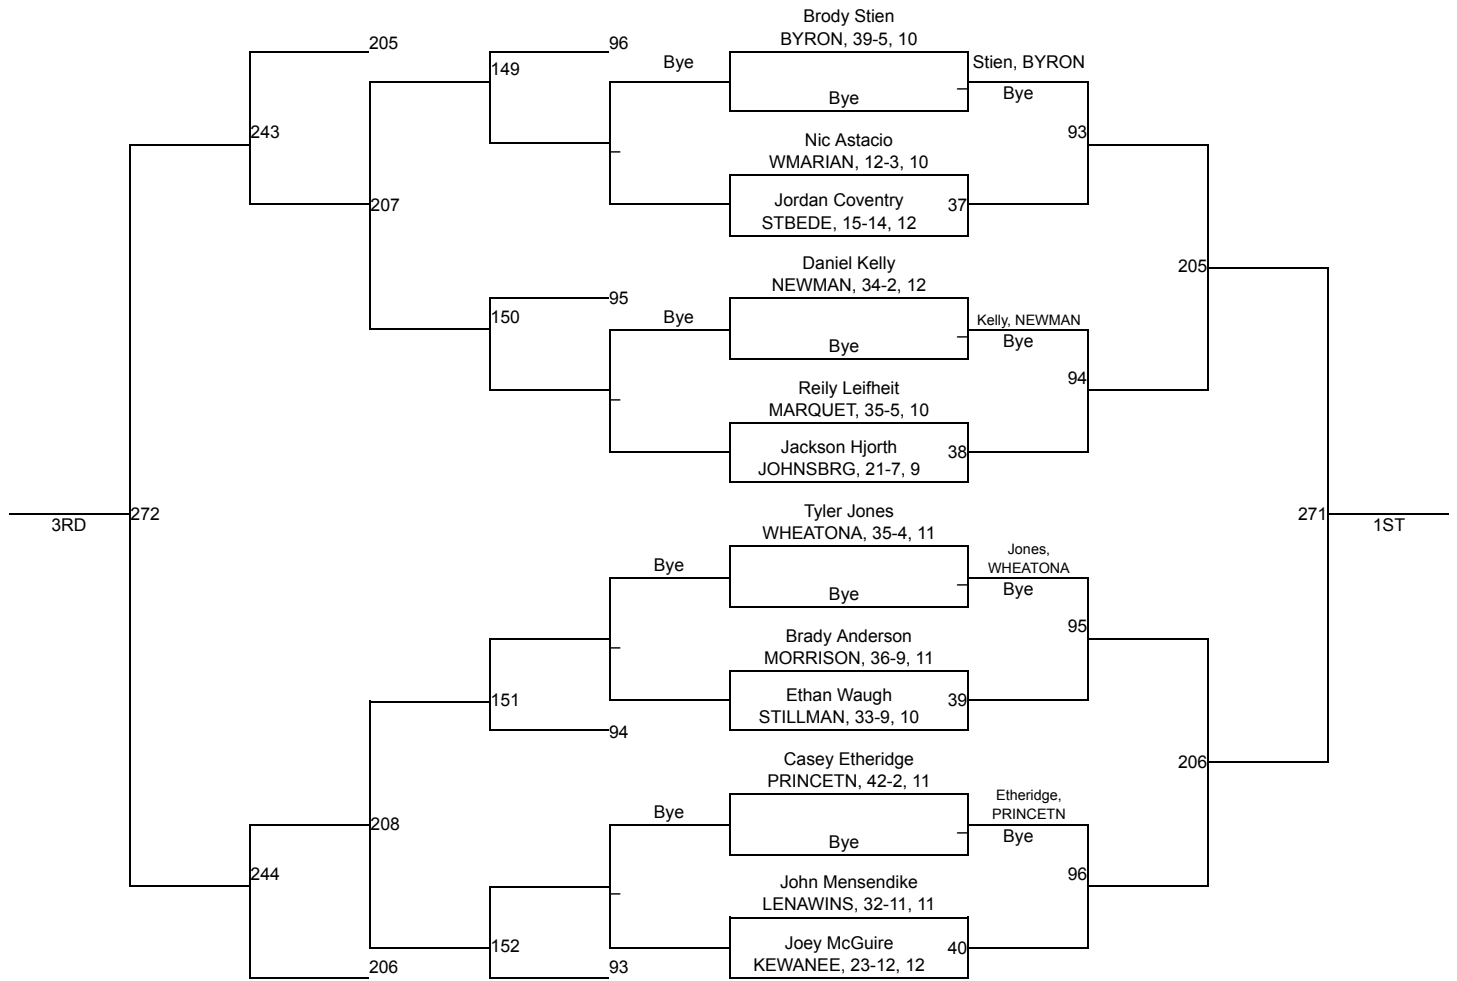 Brody Stien
BYRON, 39-5, 10
205
96
Bye
Stien, BYRON
149
Bye
Bye
243
93
Nic Astacio
WMARIAN, 12-3, 10
207
Jordan Coventry
37
STBEDE, 15-14, 12
Daniel Kelly
205
NEWMAN, 34-2, 12
95
150
Bye
Kelly, NEWMAN
Bye
Bye
94
Reily Leifheit
MARQUET, 35-5, 10
Jackson Hjorth
38
JOHNSBRG, 21-7, 9
Tyler Jones
272
271
3RD
1ST
WHEATONA, 35-4, 11
Jones,
WHEATONA
Bye
Bye
Bye
95
Brady Anderson
MORRISON, 36-9, 11
151
Ethan Waugh
39
STILLMAN, 33-9, 10
94
Casey Etheridge
206
PRINCETN, 42-2, 11
Etheridge,
PRINCETN
Bye
208
Bye
Bye
244
96
John Mensendike
LENAWINS, 32-11, 11
152
Joey McGuire
40
KEWANEE, 23-12, 12
206
93